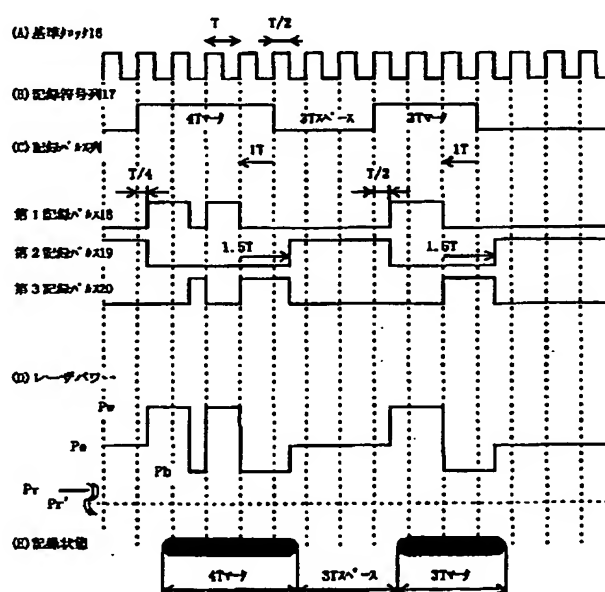 T T/2
(A)基準クロック16
(B)記録符号列17
4Tマーク 3Tスペース 3Tマーク
(C)記録パルス列
1T 1T
T/4 T/2
第1記録パルス18
第2記録パルス19
1.5T 1.5T
第3記録パルス20
(D)レーザパワー
Pw
Pe
Pb
Pr
Pr'
(E)記録状態
4Tマーク 3Tスペース 3Tマーク